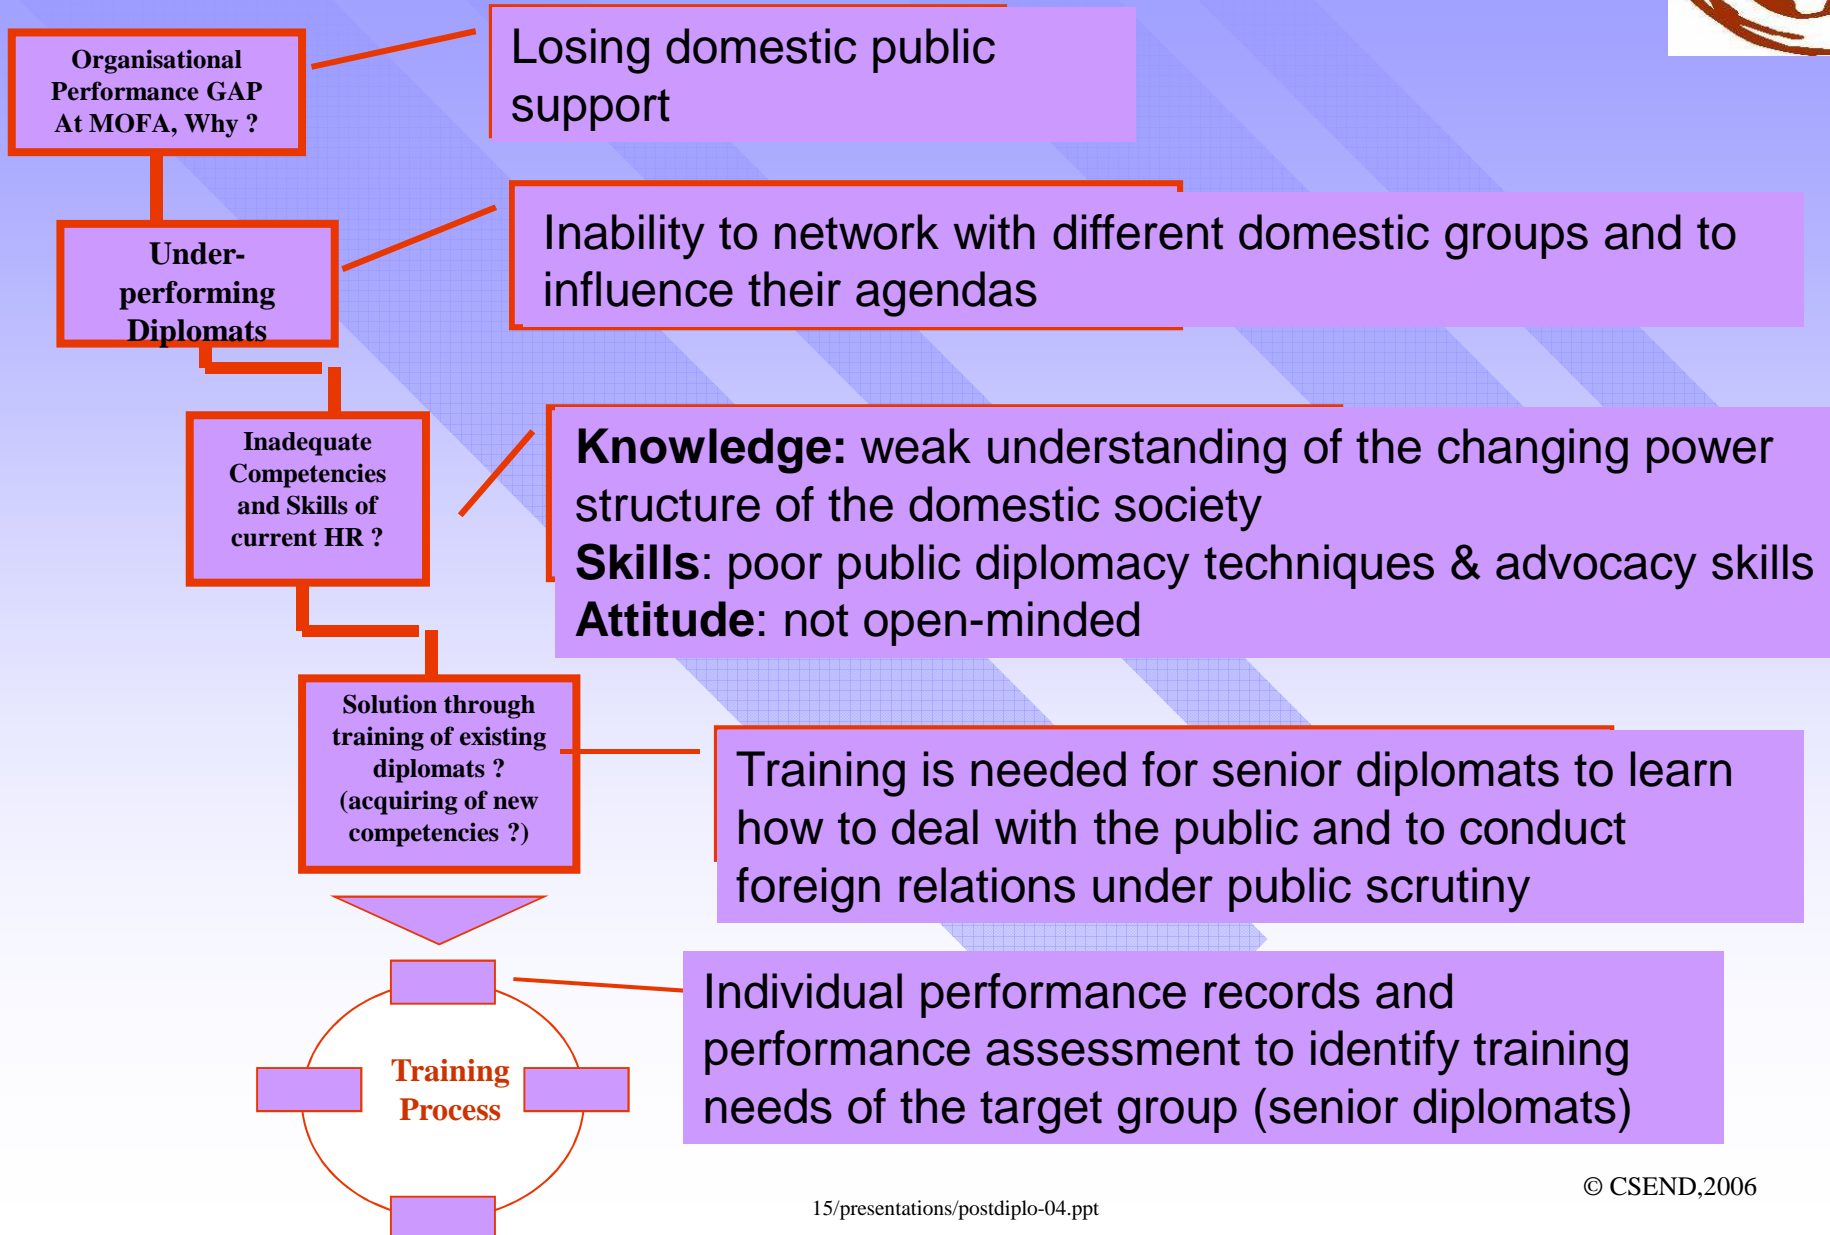 Organisational
Performance GAP
At MOFA, Why ?
Losing domestic public
support
Under-
performing
Diplomats
Inability to network with different domestic groups and to
influence their agendas
Inadequate
Competencies
and Skills of
current HR ?
Knowledge: weak understanding of the changing power
structure of the domestic society
Skills: poor public diplomacy techniques & advocacy skills
Attitude: not open-minded
Solution through
training of existing
diplomats ?
(acquiring of new
competencies ?)
Training is needed for senior diplomats to learn
how to deal with the public and to conduct
foreign relations under public scrutiny
Training
Process
Individual performance records and
performance assessment to identify training
needs of the target group (senior diplomats)
15/presentations/postdiplo-04.ppt
© CSEND,2006